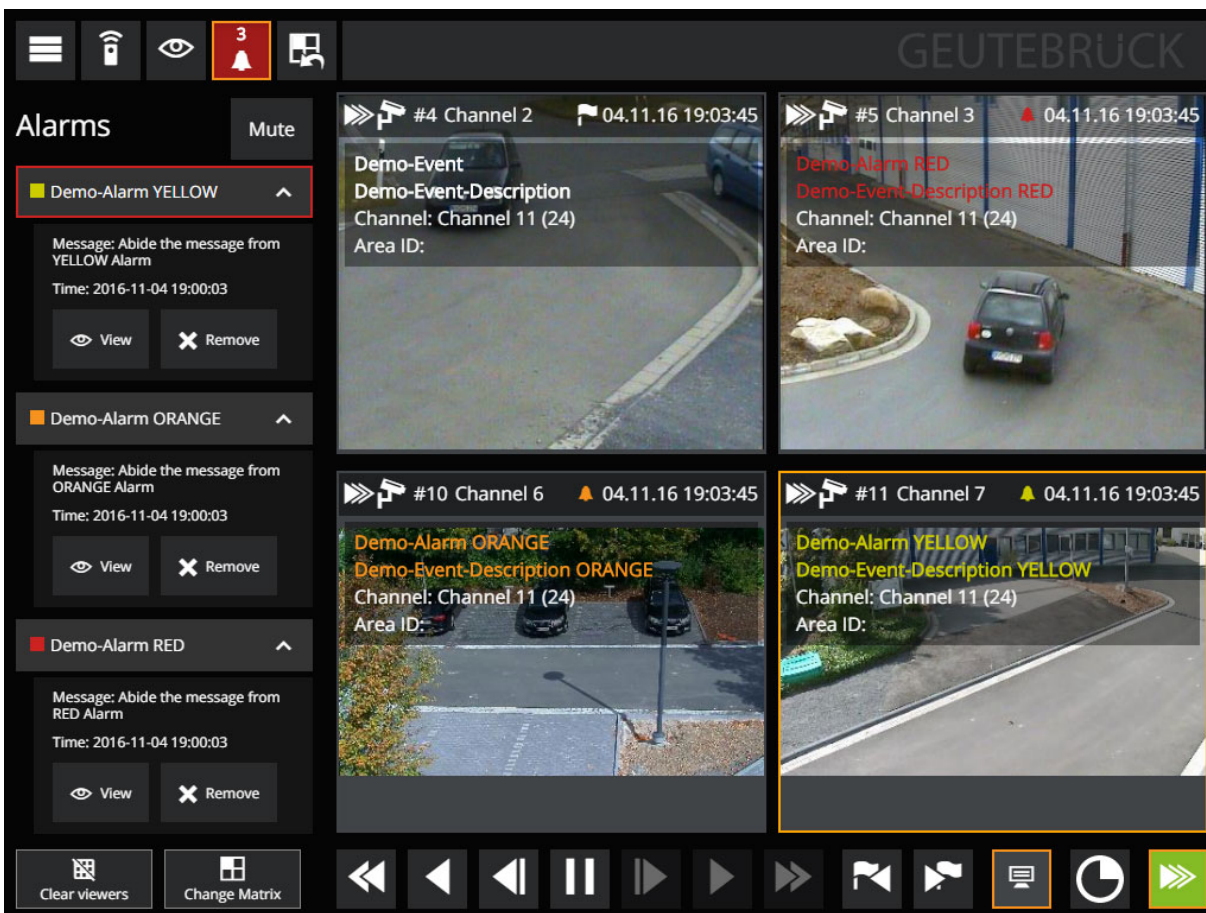 3
GEUTEBRÜCK
Alarms
Mute
Demo-Alarm YELLOW
Message: Abide the message from
YELLOW Alarm
Time: 2016-11-04 19:00:03
View
Remove
Demo-Alarm ORANGE
Message: Abide the message from
ORANGE Alarm
Time: 2016-11-04 19:00:03
View
Remove
Demo-Alarm RED
Message: Abide the message from
RED Alarm
Time: 2016-11-04 19:00:03
View
Remove
Clear viewers
Change Matrix
#4 Channel 2
04.11.16 19:03:45
Demo-Event
Demo-Event-Description
Channel: Channel 11 (24)
Area ID:
#5 Channel 3
04.11.16 19:03:45
Demo-Alarm RED
Demo-Event-Description RED
Channel: Channel 11 (24)
Area ID:
#10 Channel 6
04.11.16 19:03:45
Demo-Alarm ORANGE
Demo-Event-Description ORANGE
Channel: Channel 11 (24)
Area ID:
#11 Channel 7
04.11.16 19:03:45
Demo-Alarm YELLOW
Demo-Event-Description YELLOW
Channel: Channel 11 (24)
Area ID: